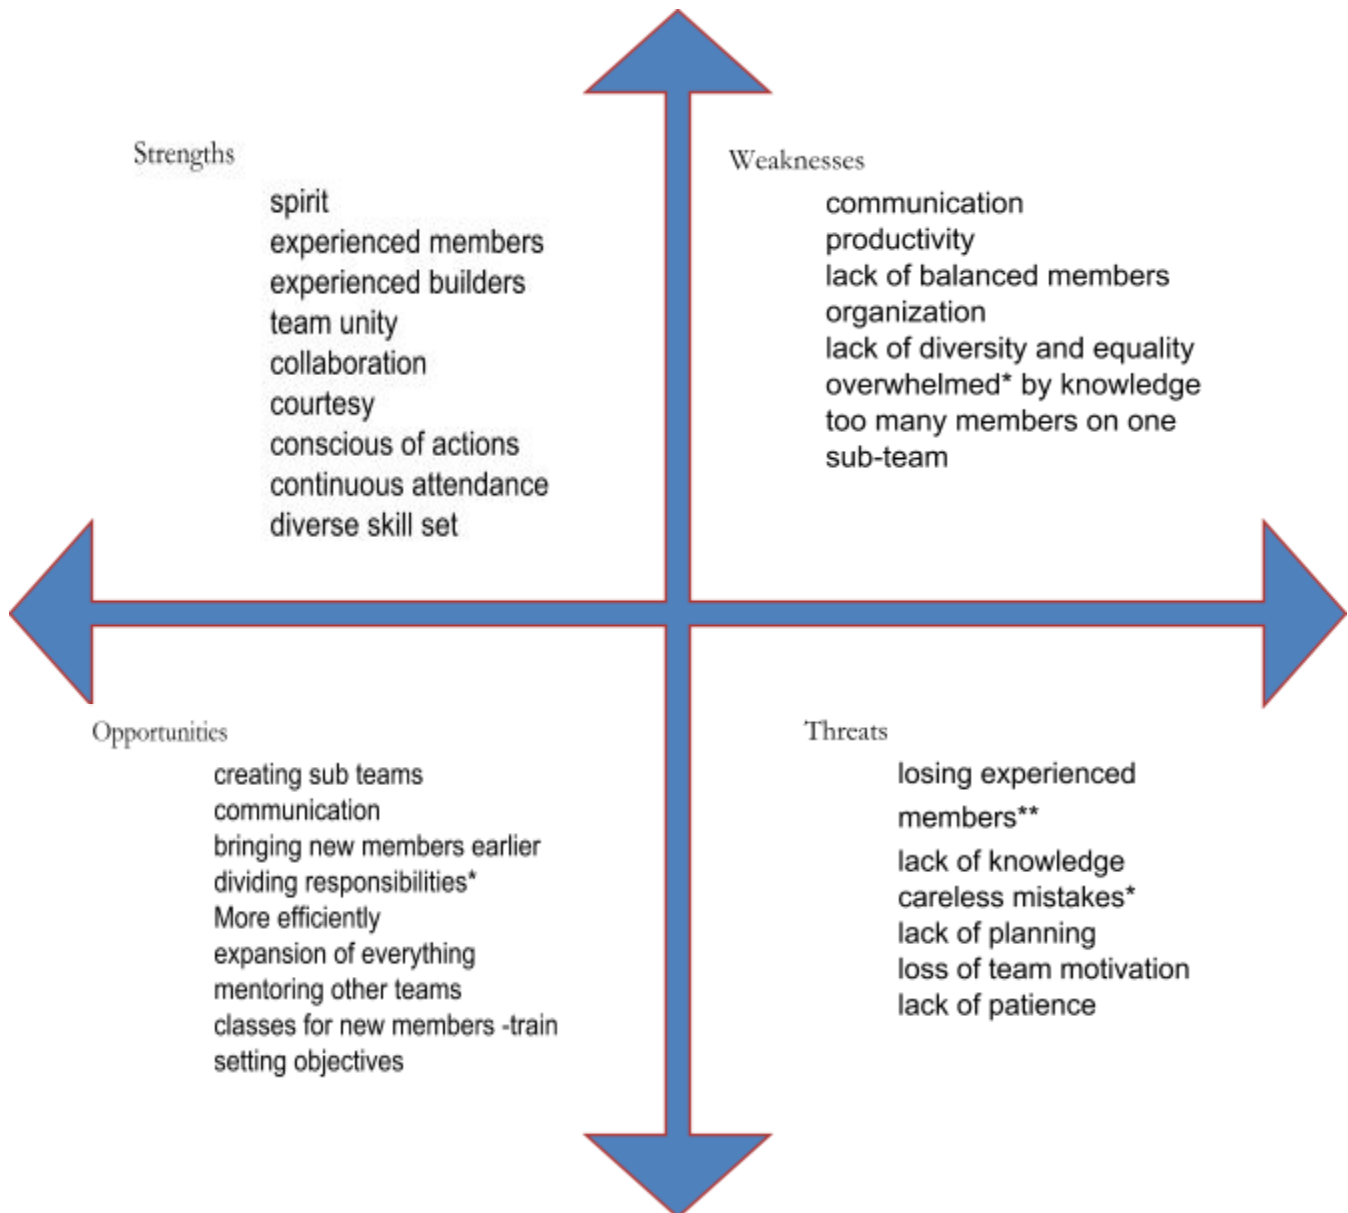 Strengths
spirit
experienced members
experienced builders
team unity
collaboration
courtesy
conscious of actions
continuous attendance
diverse skill set
Weaknesses
communication
productivity
lack of balanced members
organization
lack of diversity and equality
overwhelmed* by knowledge
too many members on one
sub-team
Opportunities
creating sub teams
communication
bringing new members earlier
dividing responsibilities*
More efficiently
expansion of everything
mentoring other teams
classes for new members -train
setting objectives
Threats
losing experienced
members**
lack of knowledge
careless mistakes*
lack of planning
loss of team motivation
lack of patience